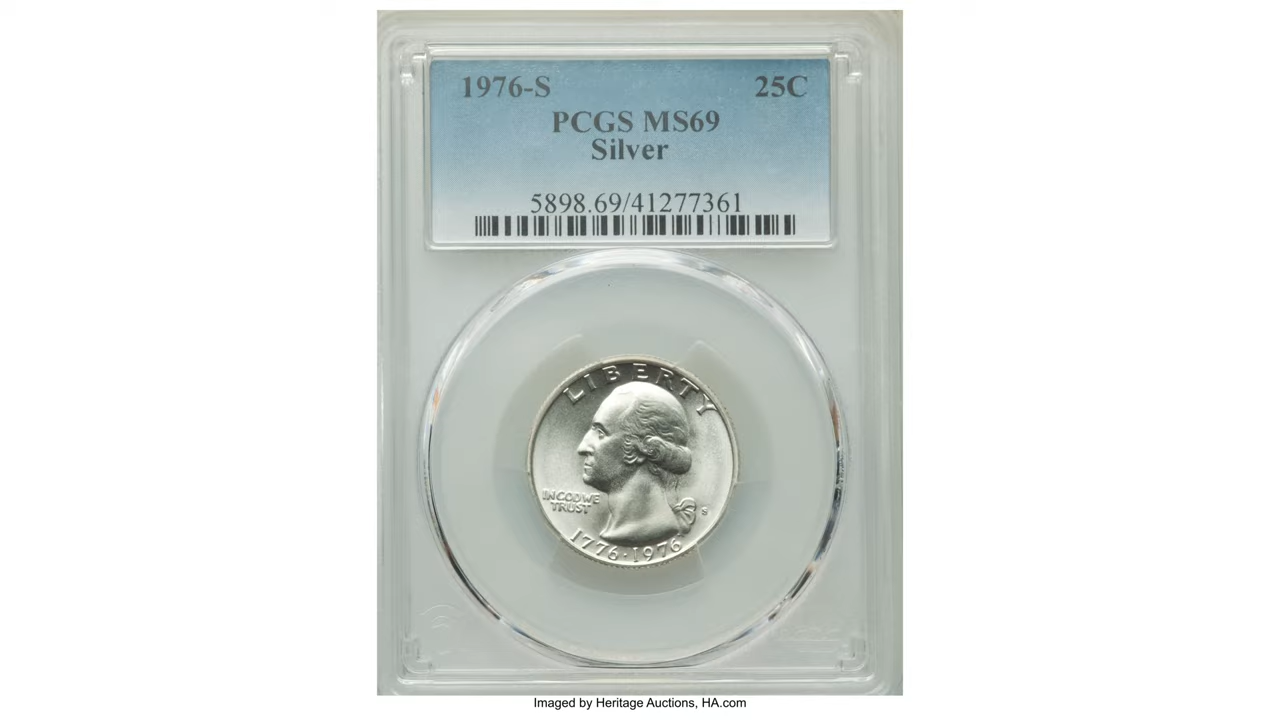 1976-S 25C
PCGS MS69
Silver
5898.69/41277361
LIBERTY
IN GOD WE
TRUST
S
1776·1976
Imaged by Heritage Auctions, HA.com